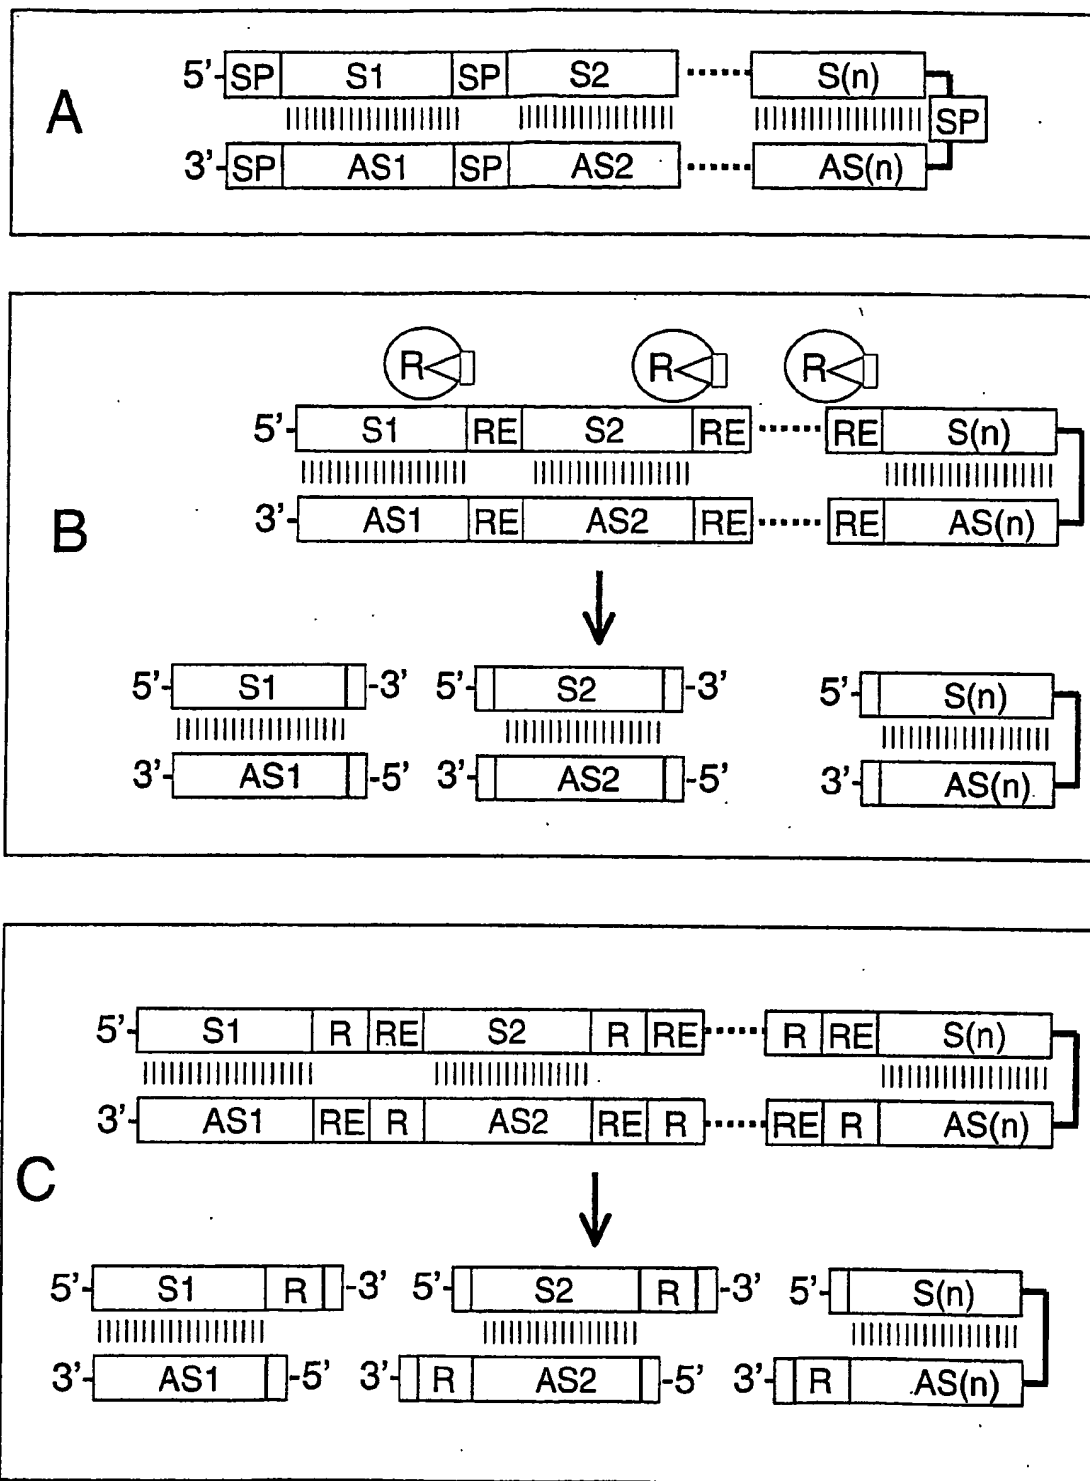 A
5'- SP S1 SP S2 S(n)
SP
3'- SP AS1 SP AS2 AS(n)
B
R R R
5'- S1 RE S2 RE RE S(n)
3'- AS1 RE AS2 RE RE AS(n)
5'- S1 -3' 5'- S2 -3' 5'- S(n)
3'- AS1 -5' 3'- AS2 -5' 3'- AS(n)
C
5'- S1 R RE S2 R RE R RE S(n)
3'- AS1 RE R AS2 RE R RE R AS(n)
5'- S1 R -3' 5'- S2 R -3' 5'- S(n)
3'- AS1 -5' 3'- R AS2 -5' 3'- R AS(n)